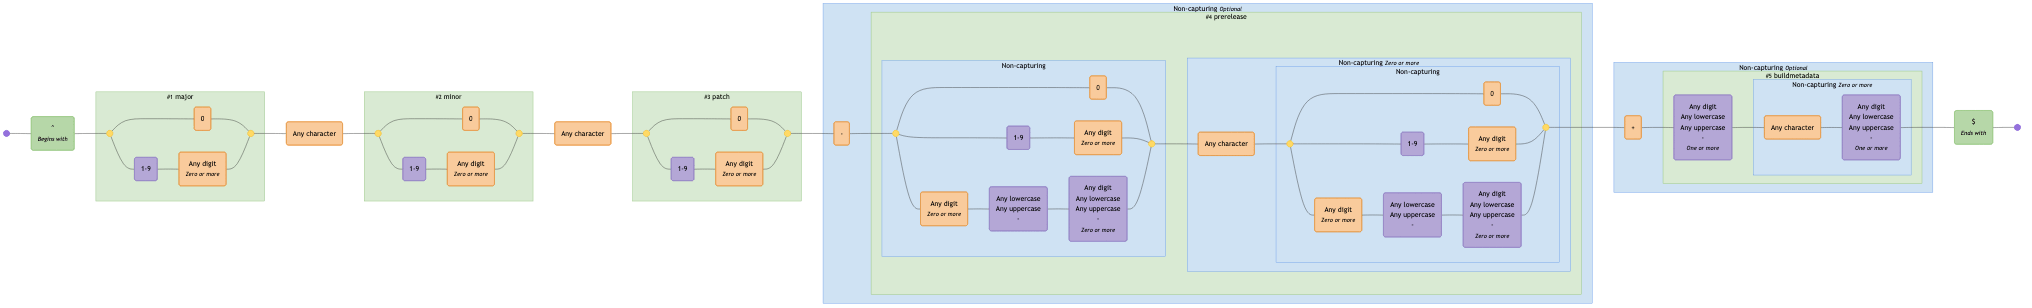 ^
Begins with
#1 major
0
1-9
Any digit
Zero or more
Any character
#2 minor
0
1-9
Any digit
Zero or more
Any character
#3 patch
0
1-9
Any digit
Zero or more
Non-capturing Optional
-
#4 prerelease
Non-capturing
0
1-9
Any digit
Zero or more
Any digit
Zero or more
Any lowercase
Any uppercase
-
Any digit
Any lowercase
Any uppercase
-
Zero or more
Non-capturing Zero or more
Any character
Non-capturing
0
1-9
Any digit
Zero or more
Any digit
Zero or more
Any lowercase
Any uppercase
-
Any digit
Any lowercase
Any uppercase
-
Zero or more
Non-capturing Optional
+
#5 buildmetadata
Any digit
Any lowercase
Any uppercase
-
One or more
Non-capturing Zero or more
Any character
Any digit
Any lowercase
Any uppercase
-
One or more
$
Ends with